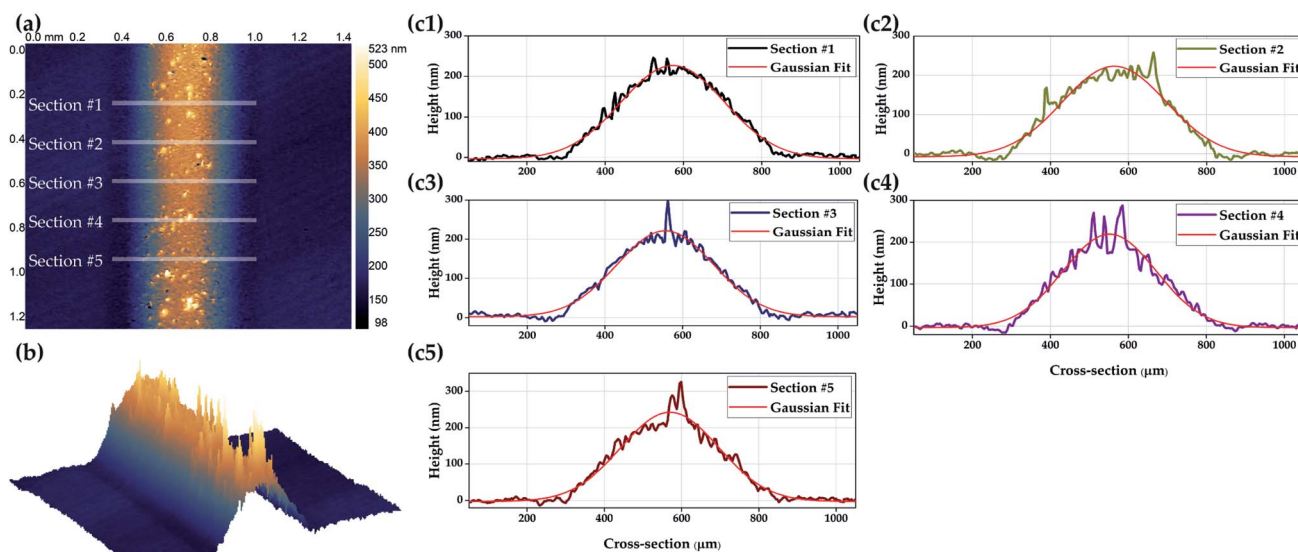 (a)
0.0 mm 0.2 0.4 0.6 0.8 1.0 1.2 1.4
0.0
0.2
0.4
0.6
0.8
1.0
1.2
Section #1
Section #2
Section #3
Section #4
Section #5
523 nm
500
450
400
350
300
250
200
150
98
(b)
(c1)
Height (nm)
300
200
100
0
200 400 600 800 1000
Section #1
Gaussian Fit
(c2)
Height (nm)
300
200
100
0
200 400 600 800 1000
Section #2
Gaussian Fit
(c3)
Height (nm)
300
200
100
0
200 400 600 800 1000
Section #3
Gaussian Fit
(c4)
Height (nm)
300
200
100
0
200 400 600 800 1000
Cross-section (μm)
Section #4
Gaussian Fit
(c5)
Height (nm)
300
200
100
0
200 400 600 800 1000
Cross-section (μm)
Section #5
Gaussian Fit